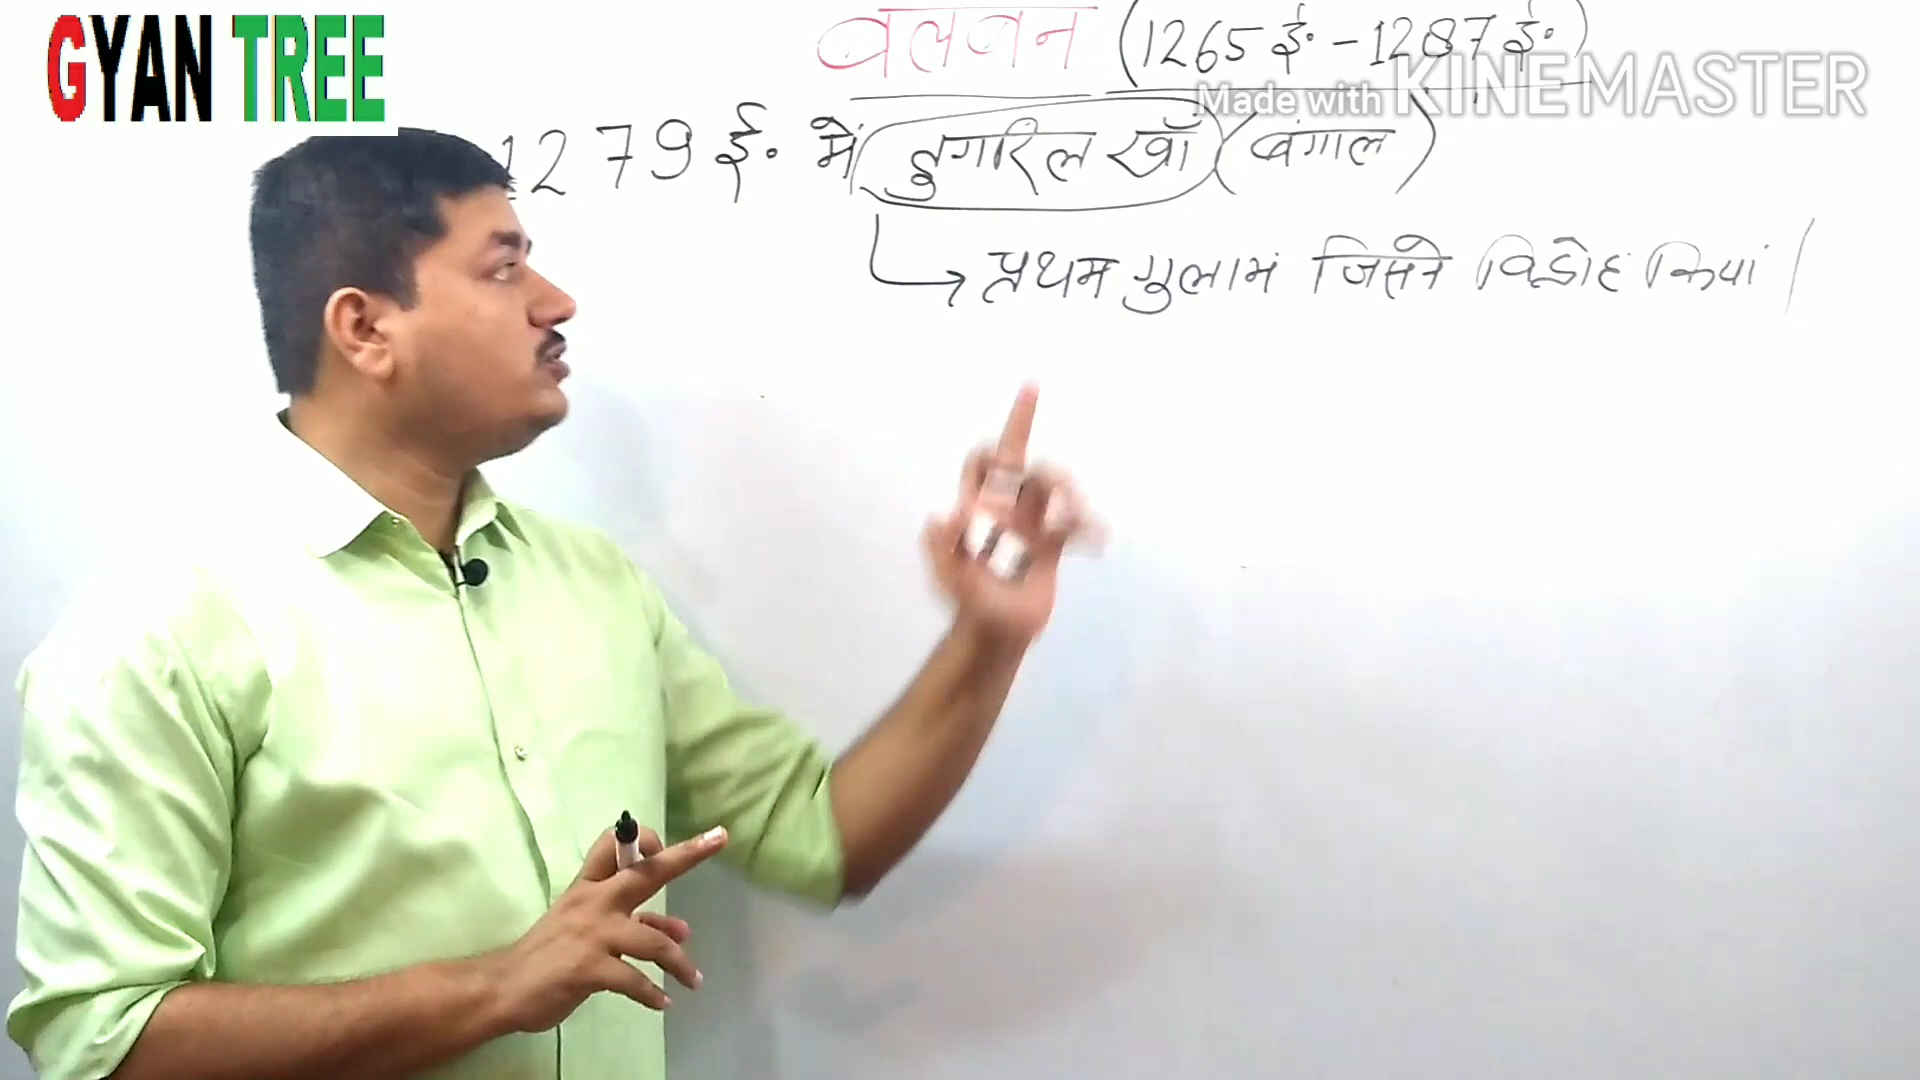 GYAN TREE
बलबन (1265 ई. - 1287 ई.)
Made with KINEMASTER
1279 ई. में तुगरिल खाँ (बंगाल)
प्रथम गुलाम जिसने विद्रोह किया।